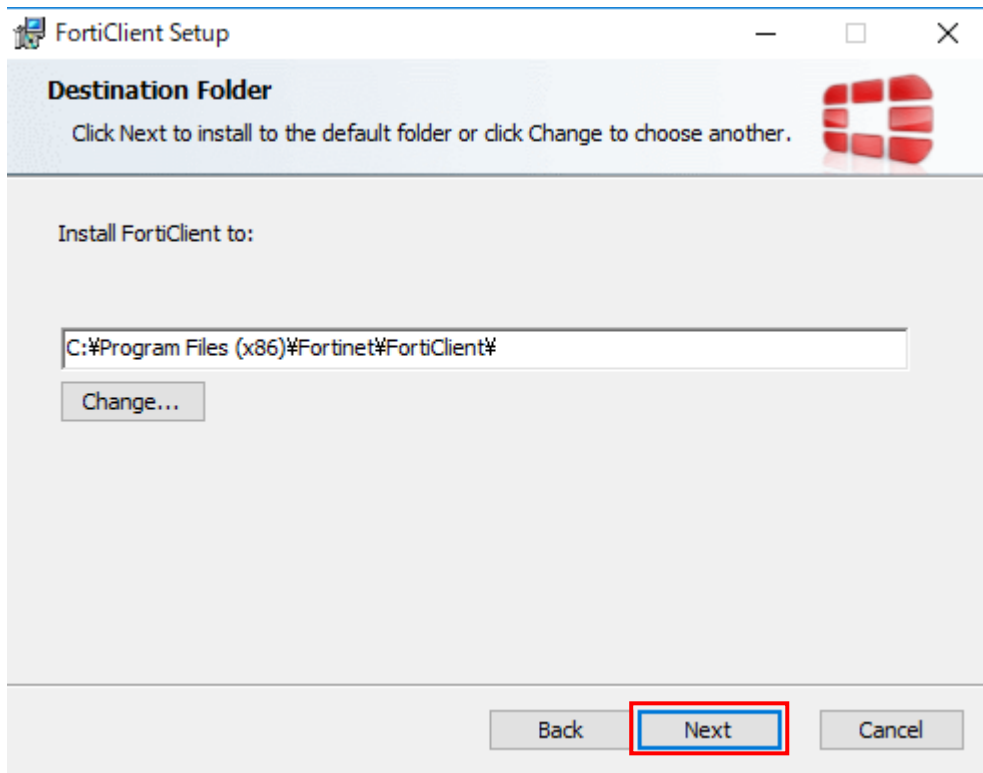 FortiClient Setup
Destination Folder
Click Next to install to the default folder or click Change to choose another.
Install FortiClient to:
C:¥Program Files (x86)¥Fortinet¥FortiClient¥
Change...
Back Next Cancel